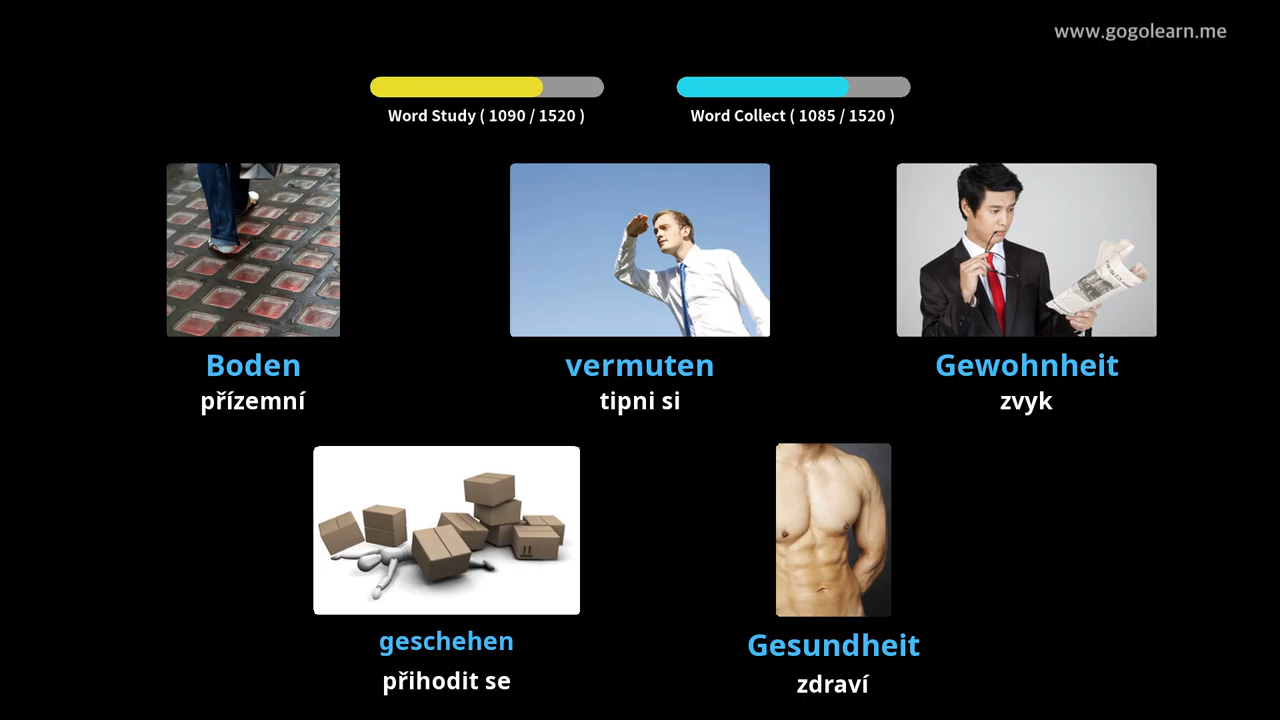 www.gogolearn.me
Word Study ( 1090 / 1520 )
Word Collect ( 1085 / 1520 )
Boden
přízemní
vermuten
tipni si
Gewohnheit
zvyk
geschehen
přihodit se
Gesundheit
zdraví